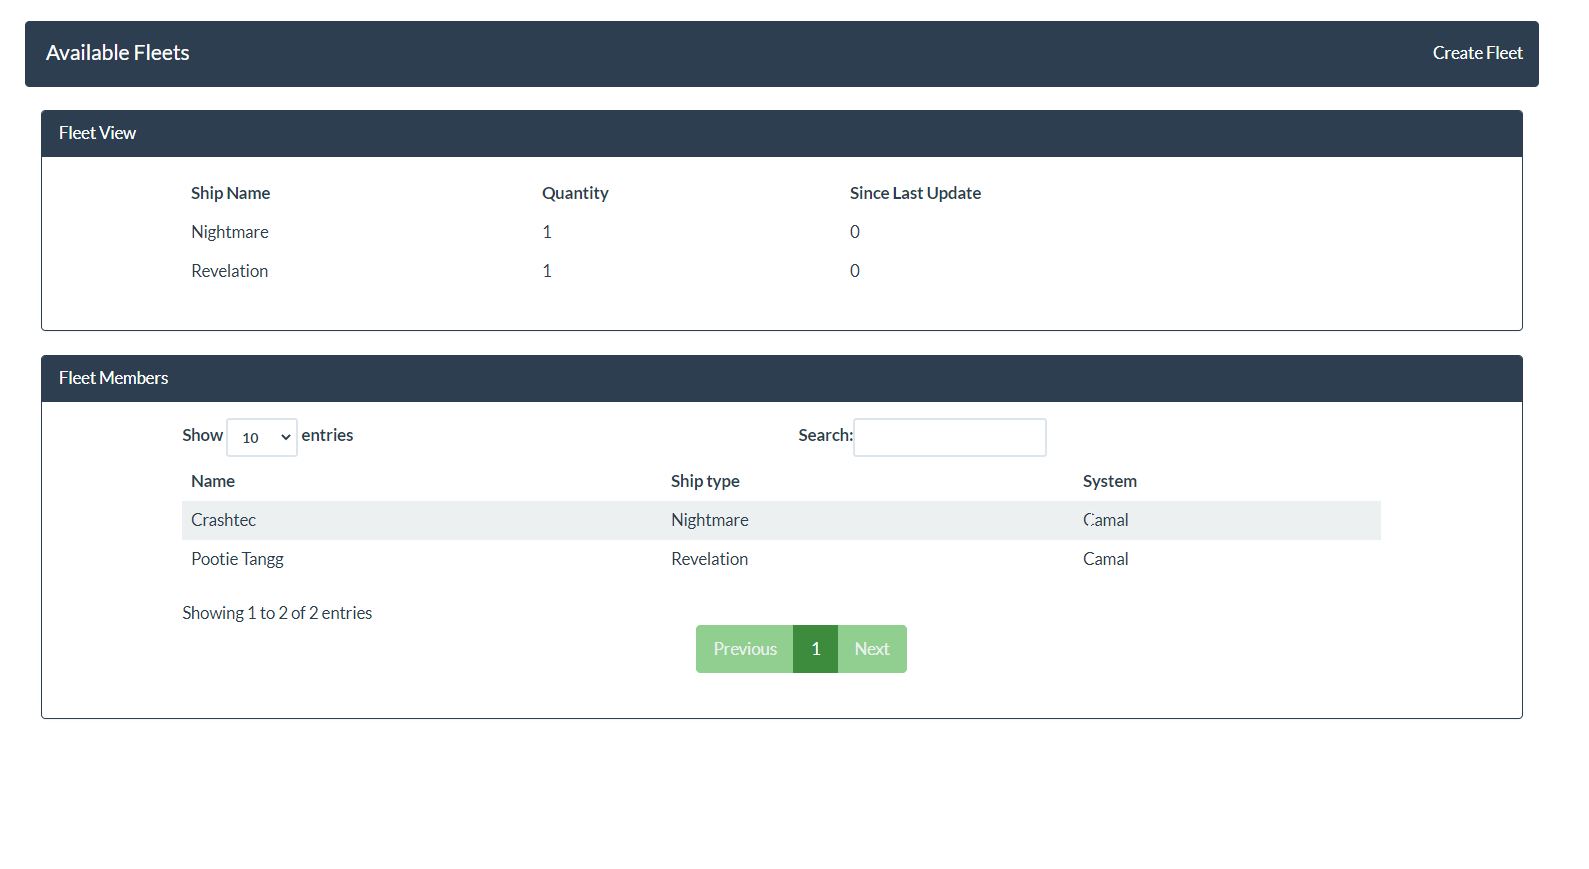 Available Fleets Create Fleet
Fleet View
Ship Name Quantity Since Last Update
Nightmare 1 0
Revelation 1 0
Fleet Members
Show 10 entries Search:
Name Ship type System
Crashtec Nightmare Camal
Pootie Tangg Revelation Camal
Showing 1 to 2 of 2 entries
Previous 1 Next